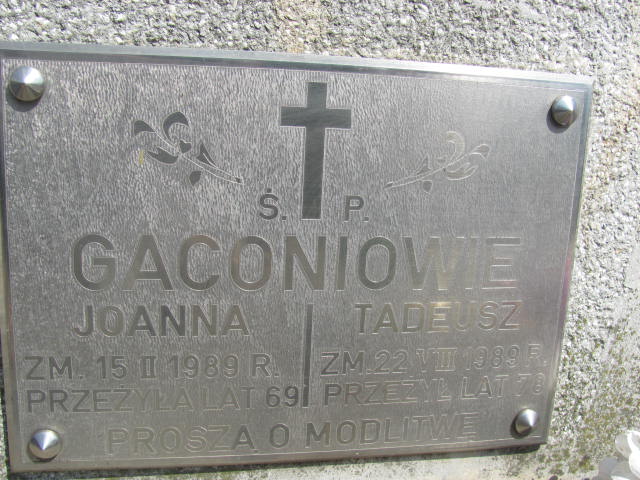 Ś. P.
GACONIOWIE
JOANNA TADEUSZ
ZM. 15 II 1989 R. ZM. 22 VIII 1989 R.
PRZEŻYŁA LAT 69 PRZEŻYŁ LAT 78
PROSZĄ O MODLITWĘ